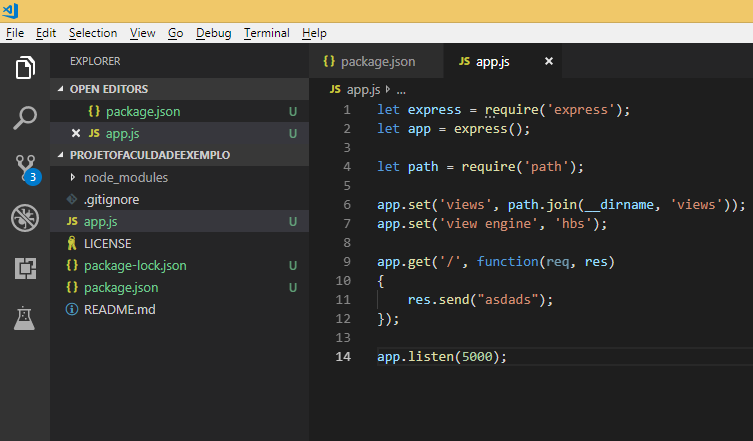 File Edit Selection View Go Debug Terminal Help
EXPLORER
OPEN EDITORS
{} package.json U
JS app.js U
PROJETOFACULDADEEXEMPLO
node_modules
.gitignore
JS app.js U
LICENSE
{} package-lock.json U
{} package.json U
README.md
3
{} package.json JS app.js
JS app.js ...
1 let express = require('express');
2 let app = express();
3
4 let path = require('path');
5
6 app.set('views', path.join(__dirname, 'views'));
7 app.set('view engine', 'hbs');
8
9 app.get('/', function(req, res)
10 {
11 res.send("asdads");
12 });
13
14 app.listen(5000);